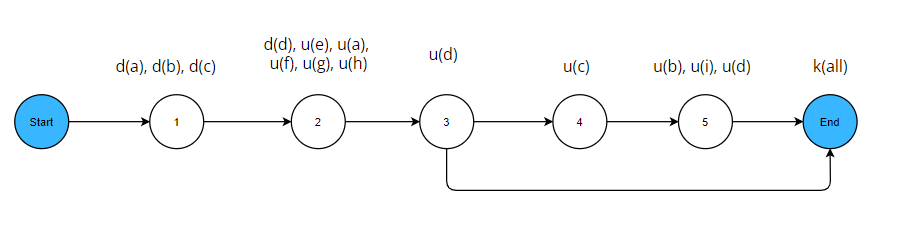 d(d), u(e), u(a),
u(f), u(g), u(h)
d(a), d(b), d(c)
u(d)
u(c)
u(b), u(i), u(d)
k(all)
Start
1
2
3
4
5
End